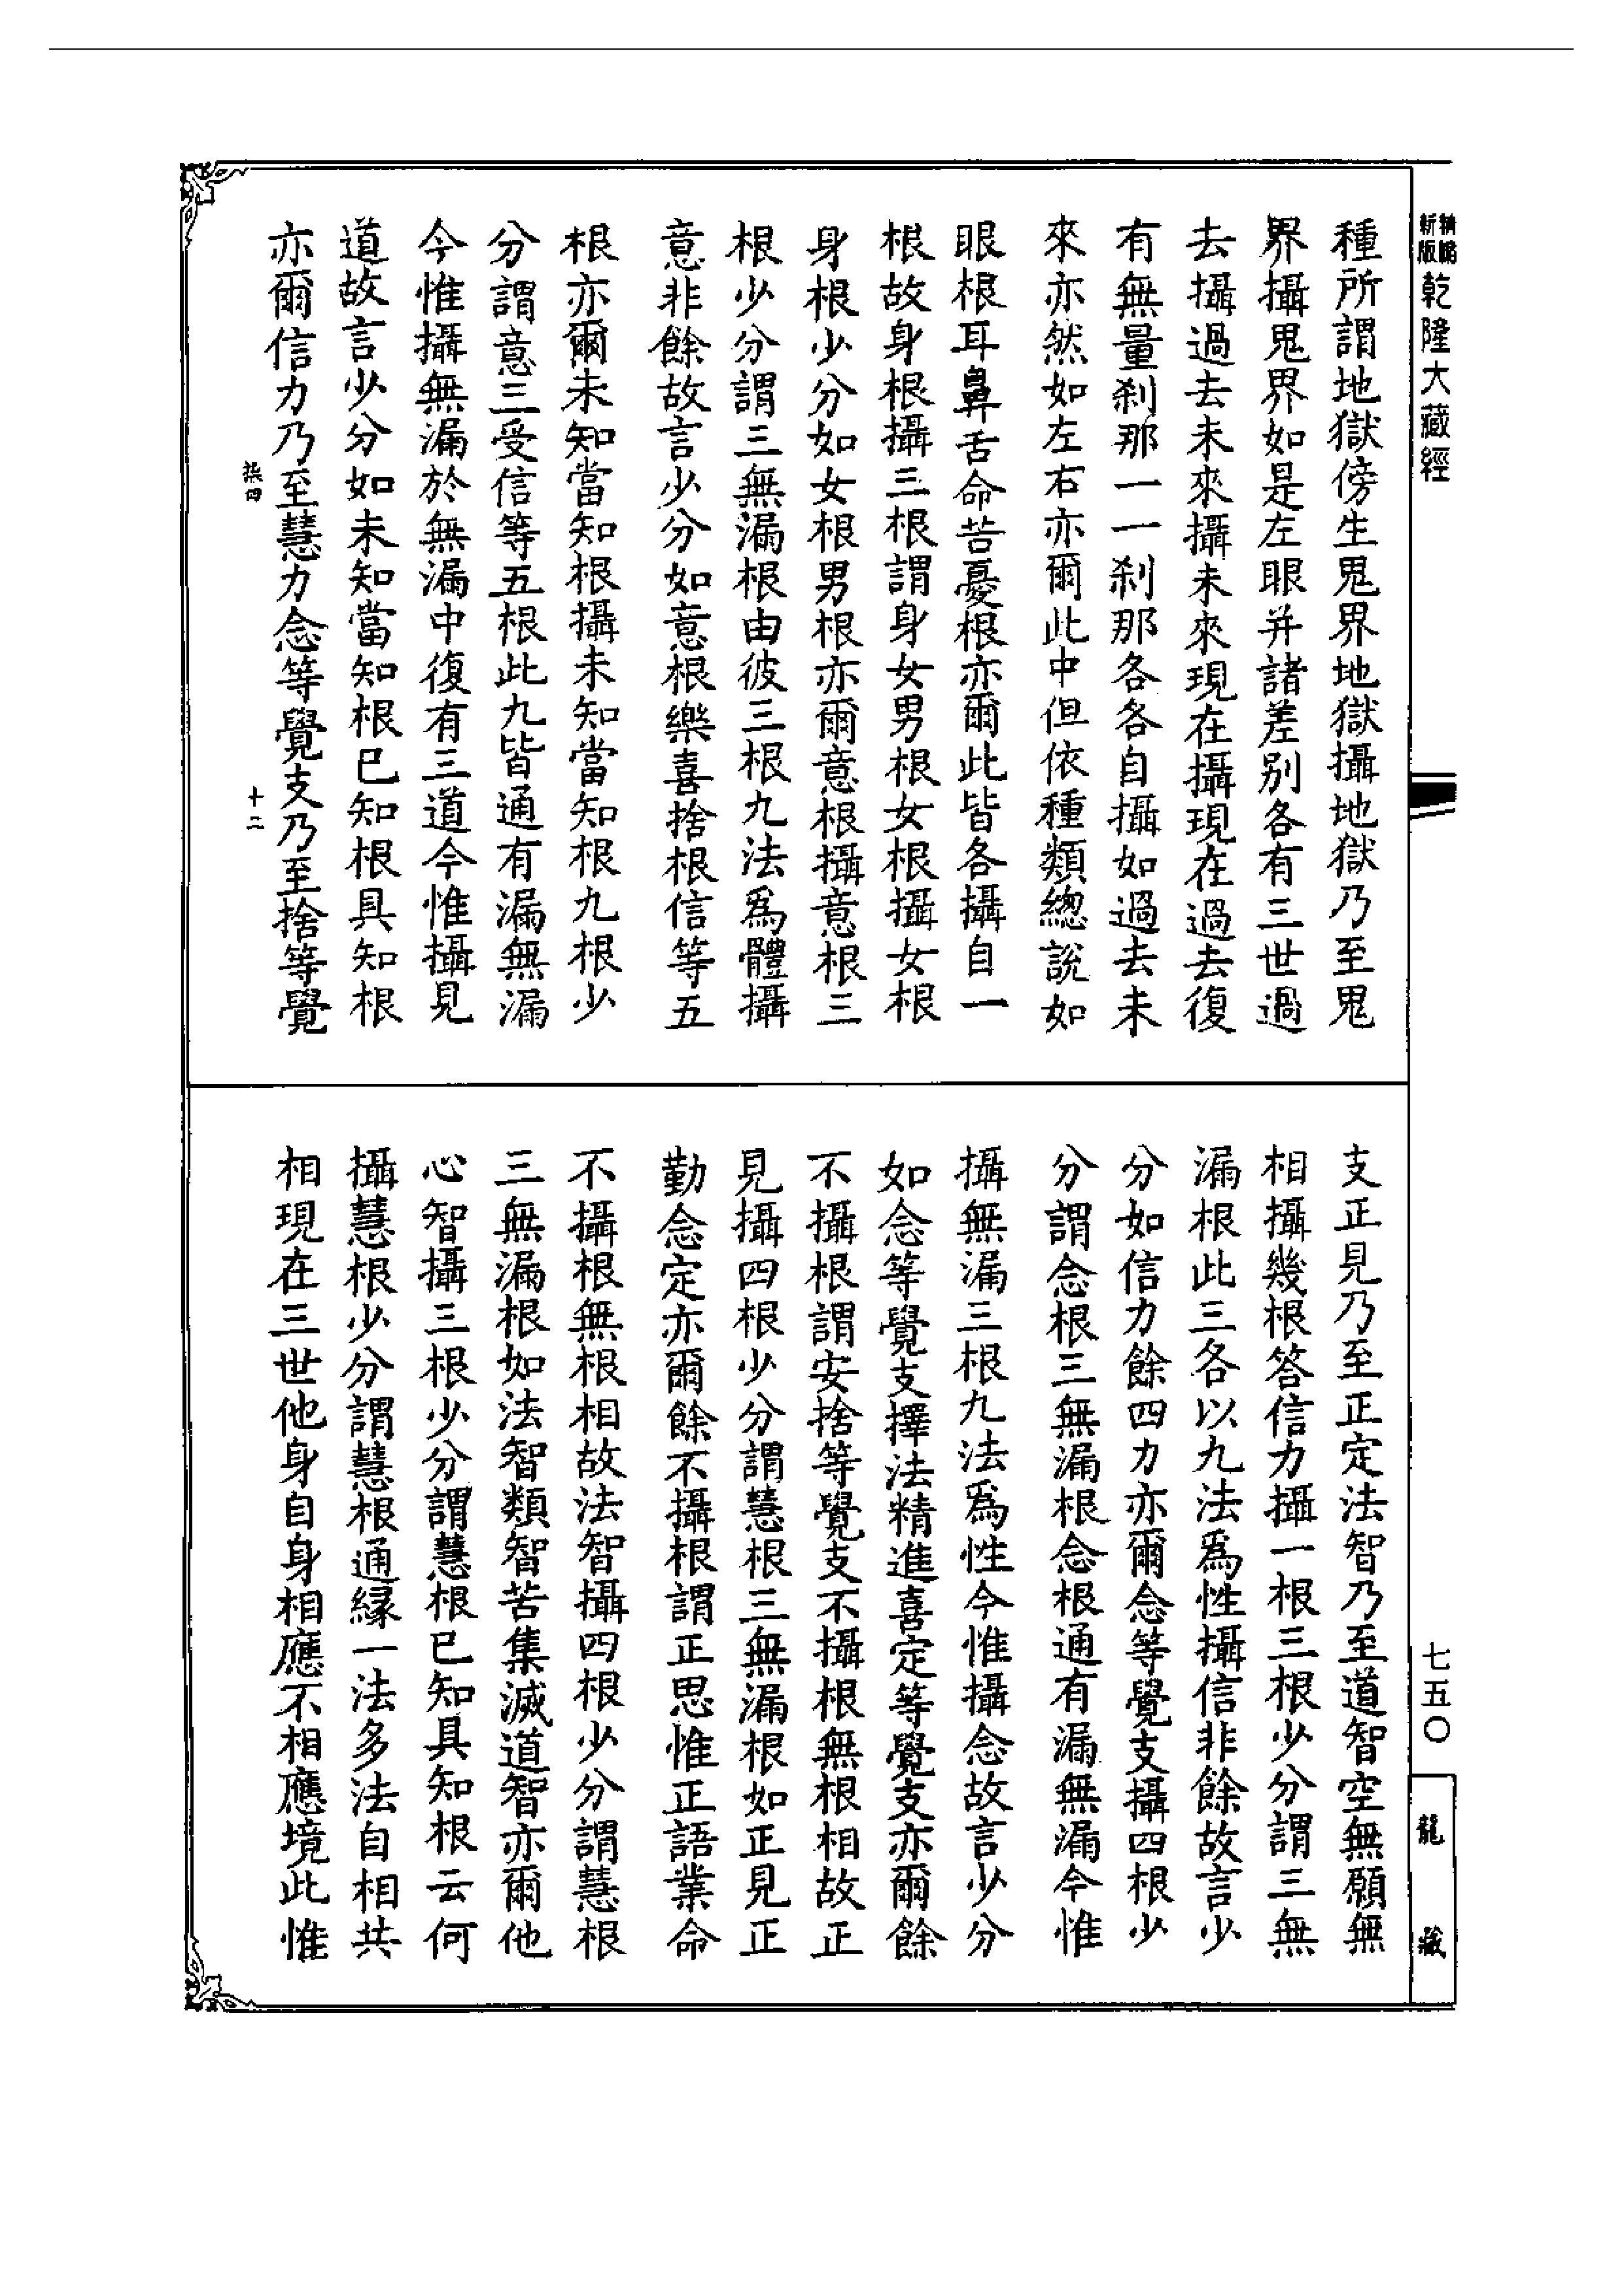 精縮
新版
乾隆大藏經
種所謂地獄傍生鬼界地獄攝地獄乃至鬼
界攝鬼界如是左眼并諸差別各有三世過
去攝過去未來攝未來現在攝現在過去復
有無量剎那一一剎那各各自攝如過去未
來亦然如左右亦爾此中但依種類總說如
眼根耳鼻舌命苦憂根亦爾此皆各攝自一
根故身根攝三根謂身女男根女根攝女根
身根少分如女根男根亦爾意根攝意根三
根少分謂三無漏根由彼三根九法爲體攝
意非餘故言少分如意根樂喜捨根信等五
根亦爾未知當知根攝未知當知根九根少
分謂意三受信等五根此九皆通有漏無漏
今惟攝無漏於無漏中復有三道今惟攝見
道故言少分如未知當知根已知根具知根
亦爾信力乃至慧力念等覺支乃至捨等覺
十二
支正見乃至正定法智乃至道智空無願無
相攝幾根答信力攝一根三根少分謂三無
漏根此三各以九法爲性攝信非餘故言少
分如信力餘四力亦爾念等覺支攝四根少
分謂念根三無漏根念根通有漏無漏今惟
攝無漏三根九法爲性今惟攝念故言少分
如念等覺支擇法精進喜定等覺支亦爾餘
不攝根謂安捨等覺支不攝根無根相故正
見攝四根少分謂慧根三無漏根如正見正
勤念定亦爾餘不攝根謂正思惟正語業命
不攝根無根相故法智攝四根少分謂慧根
三無漏根如法智類智苦集滅道智亦爾他
心智攝三根少分謂慧根已知具知根云何
攝慧根少分謂慧根通緣一法多法自相共
相現在三世他身自身相應不相應境此惟
七五〇
龍藏